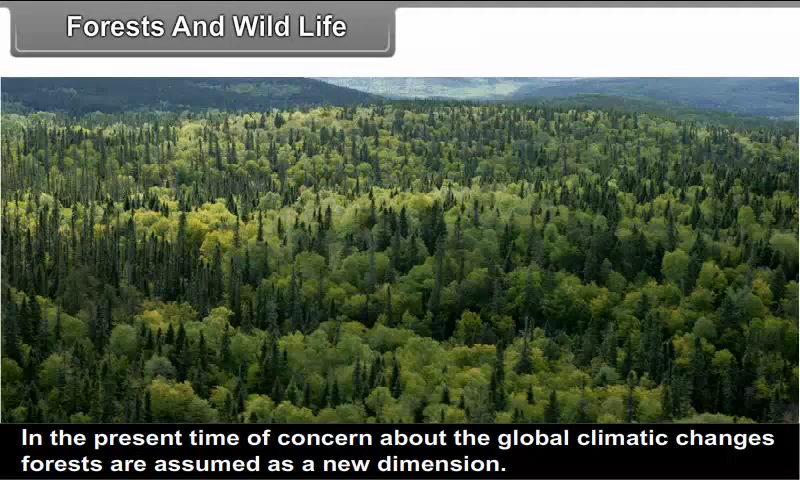 Forests And Wild Life
In the present time of concern about the global climatic changes
forests are assumed as a new dimension.